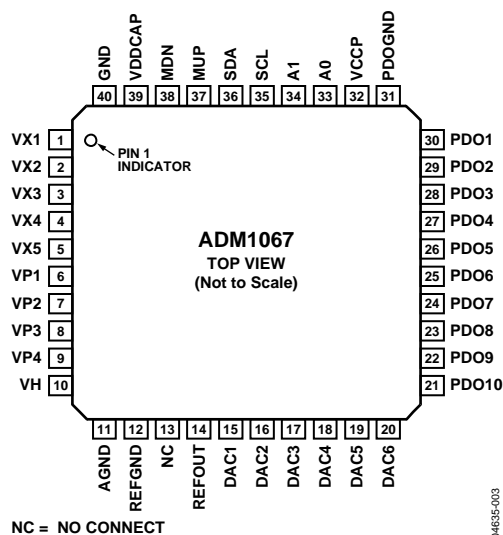 GND
VDDCAP
MDN
MUP
SDA
SCL
A1
A0
VCCP
PDOGND
40 39 38 37 36 35 34 33 32 31
VX1 1
VX2 2
VX3 3
VX4 4
VX5 5
VP1 6
VP2 7
VP3 8
VP4 9
VH 10
PIN 1
INDICATOR
ADM1067
TOP VIEW
(Not to Scale)
30 PDO1
29 PDO2
28 PDO3
27 PDO4
26 PDO5
25 PDO6
24 PDO7
23 PDO8
22 PDO9
21 PDO10
11 12 13 14 15 16 17 18 19 20
AGND
REFGND
NC
REFOUT
DAC1
DAC2
DAC3
DAC4
DAC5
DAC6
NC = NO CONNECT
04635-003